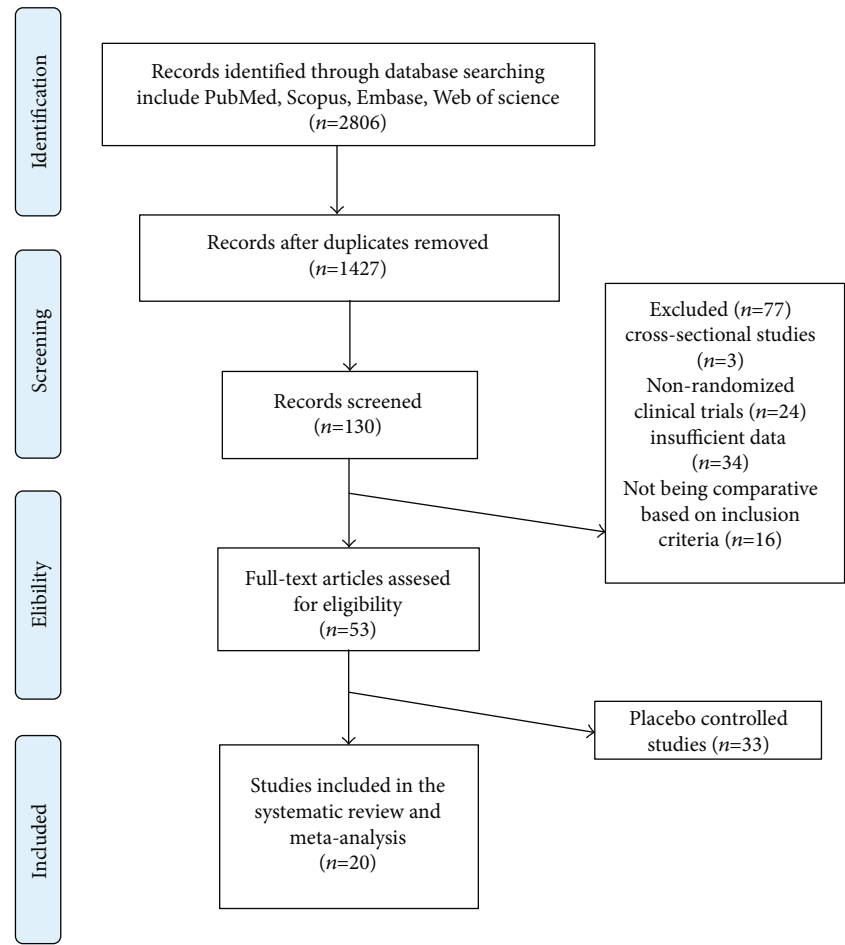 Identification
Records identified through database searching
include PubMed, Scopus, Embase, Web of science
(n=2806)
Records after duplicates removed
(n=1427)
Screening
Records screened
(n=130)
Excluded (n=77)
cross-sectional studies
(n=3)
Non-randomized
clinical trials (n=24)
insufficient data
(n=34)
Not being comparative
based on inclusion
criteria (n=16)
Elibility
Full-text articles assesed
for eligibility
(n=53)
Placebo controlled
studies (n=33)
Included
Studies included in the
systematic review and
meta-analysis
(n=20)